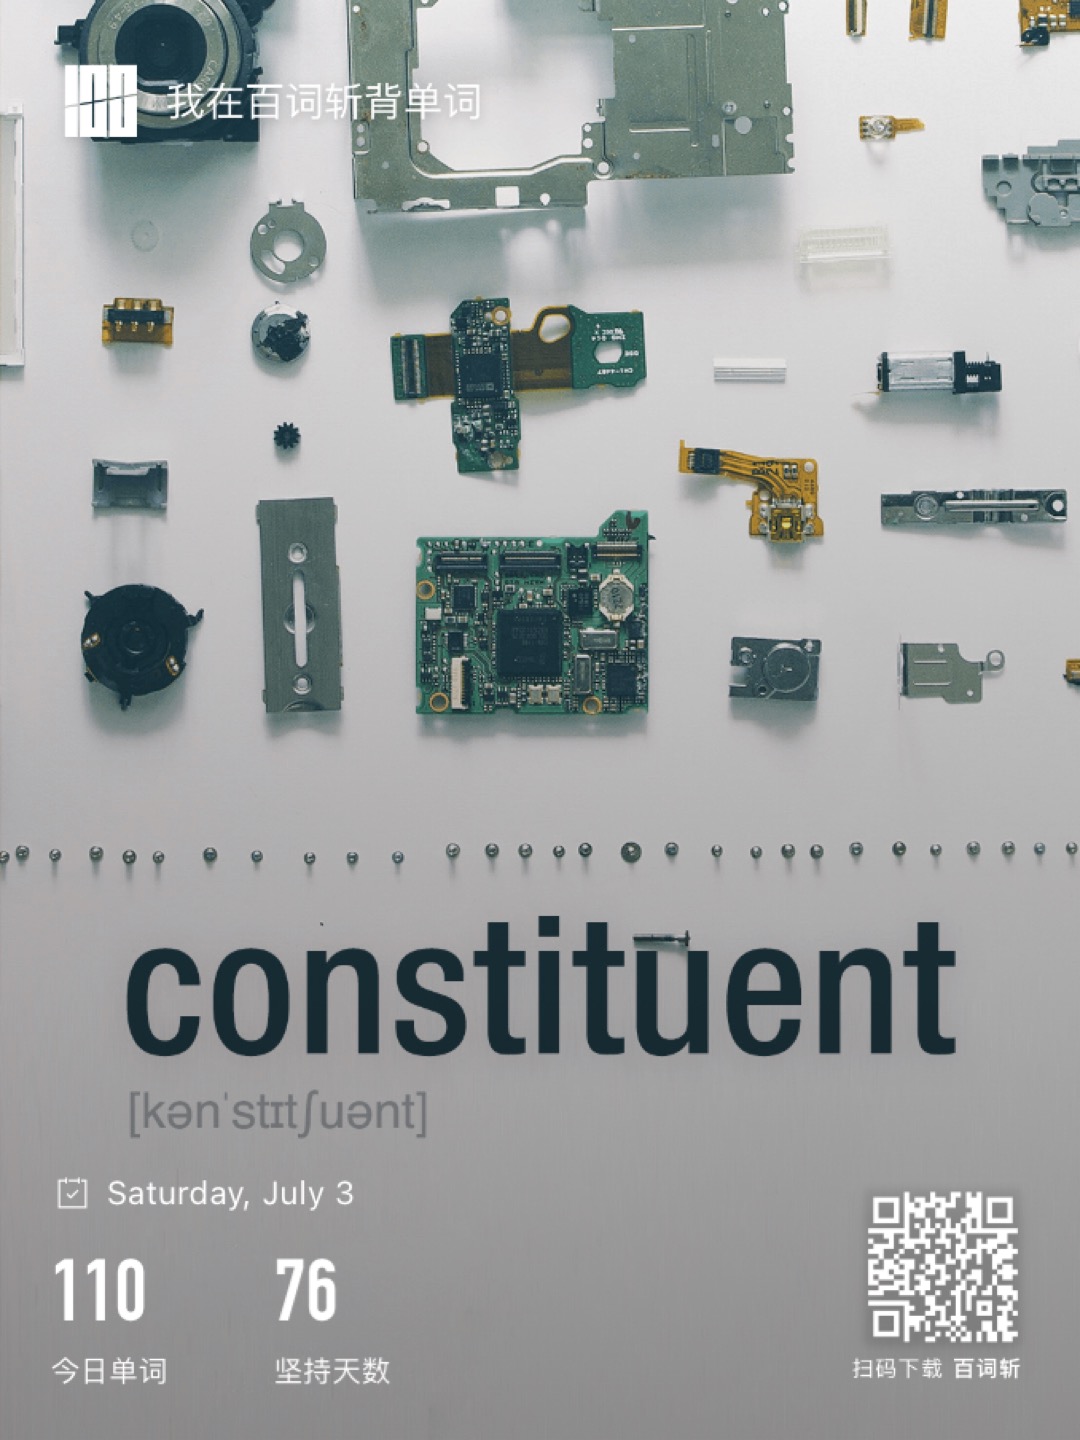 我在百词斩背单词
constituent
[kənˈstɪtʃuənt]
Saturday, July 3
110
76
今日单词
坚持天数
扫码下载 百词斩